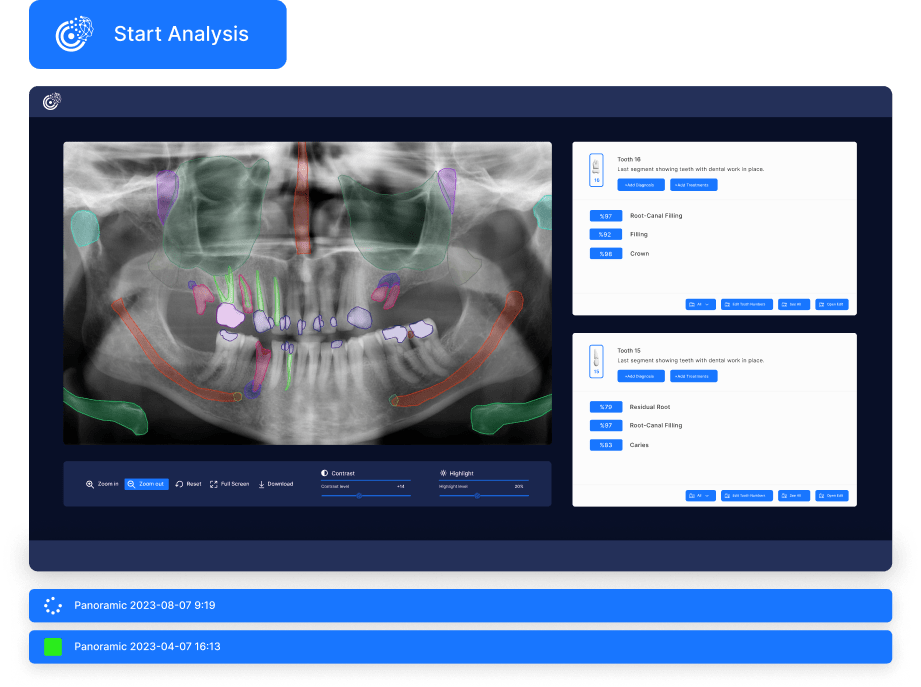 Start Analysis
Tooth 16
Last segment showing teeth with dental work in place.
16
+Add Diagnosis
+Add Treatments
%97 Root-Canal Filling
%92 Filling
%98 Crown
All
Edit Tooth Numbers
See All
Open Edit
Tooth 15
Last segment showing teeth with dental work in place.
15
+Add Diagnosis
+Add Treatments
%79 Residual Root
%87 Root-Canal Filling
%83 Caries
All
Add Tooth Numbers
See All
Open Edit
Zoom in
Zoom out
Reset
Full Screen
Download
Contrast
Contrast level +14
Highlight
Highlight level 20%
Panoramic 2023-08-07 9:19
Panoramic 2023-04-07 16:13